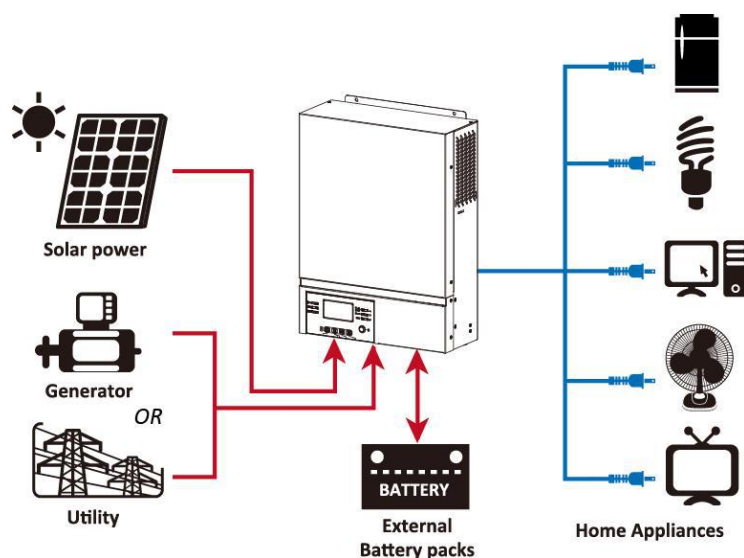 Solar power
Generator
OR
Utility
BATTERY
External
Battery packs
Home Appliances